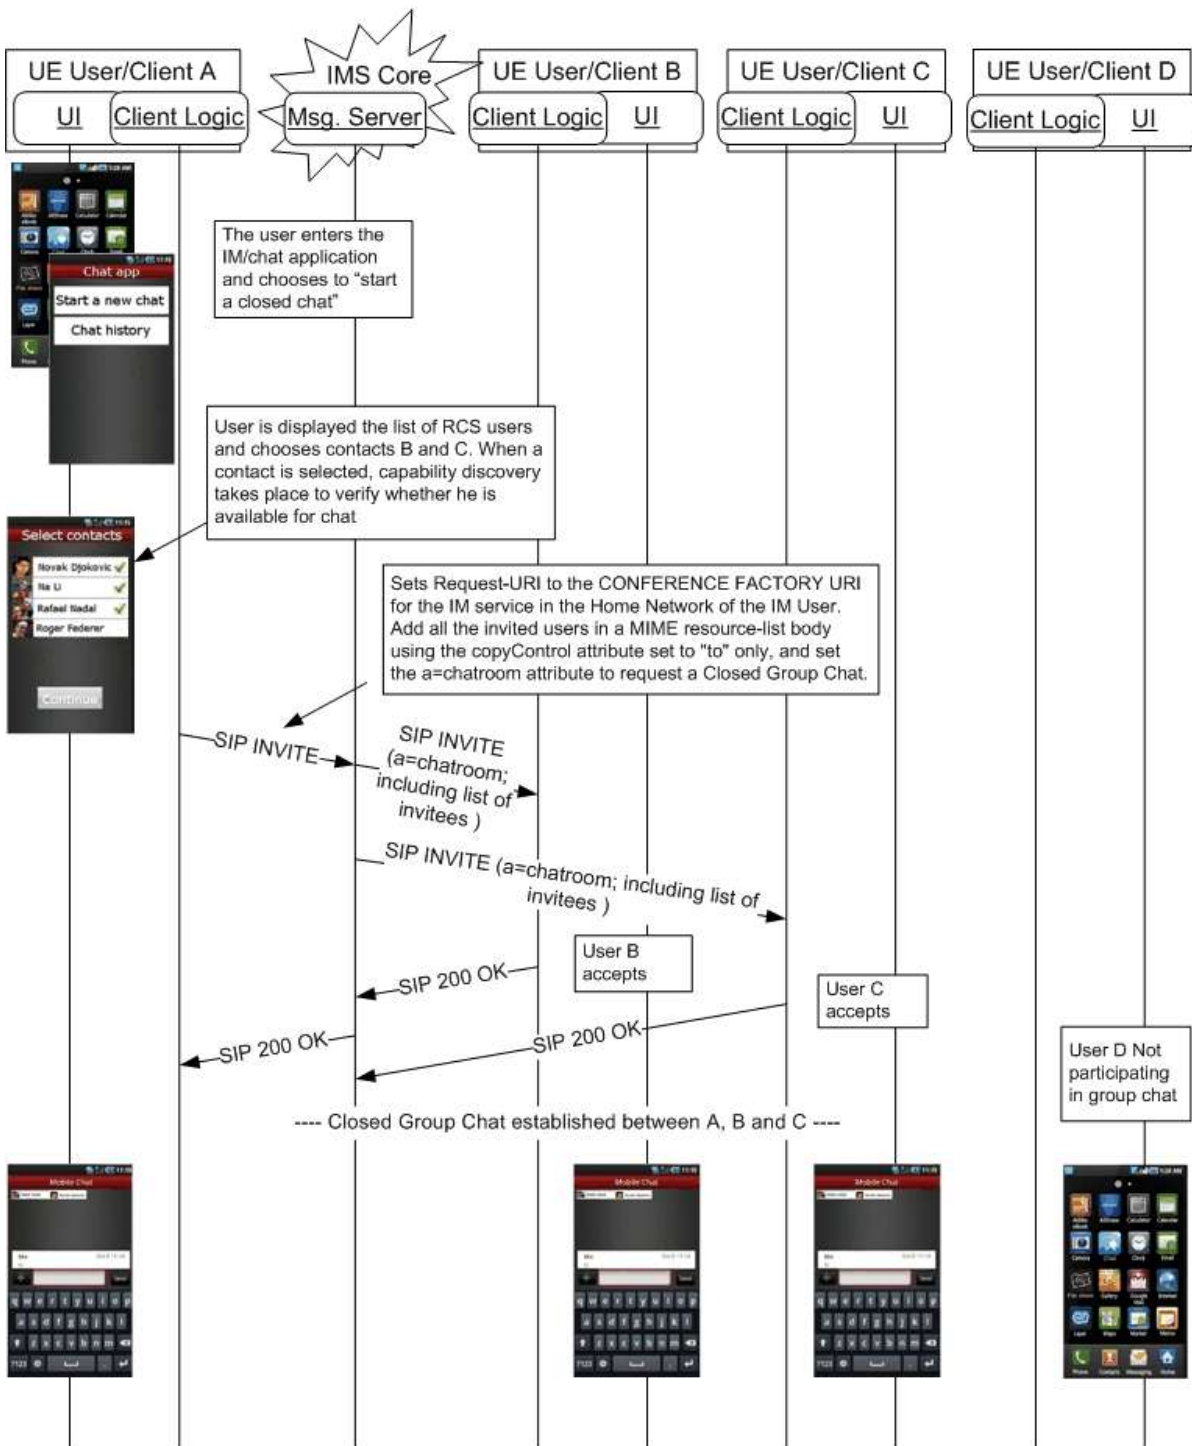 UE User/Client A
IMS Core
UE User/Client B
UE User/Client C
UE User/Client D
UI
Client Logic
Msg. Server
Client Logic
UI
Client Logic
UI
Client Logic
UI
The user enters the
IM/chat application
and chooses to “start
a closed chat”
Chat app
Start a new chat
Chat history
User is displayed the list of RCS users
and chooses contacts B and C. When a
contact is selected, capability discovery
takes place to verify whether he is
available for chat
Select contacts
Novak Djokovic
Na Li
Rafael Nadal
Roger Federer
Continue
Sets Request-URI to the CONFERENCE FACTORY URI
for the IM service in the Home Network of the IM User.
Add all the invited users in a MIME resource-list body
using the copyControl attribute set to "to" only, and set
the a=chatroom attribute to request a Closed Group Chat.
SIP INVITE
SIP INVITE
(a=chatroom;
including list of
invitees )
SIP INVITE (a=chatroom; including list of
invitees )
User B
accepts
SIP 200 OK
User C
accepts
SIP 200 OK
SIP 200 OK
User D Not
participating
in group chat
---- Closed Group Chat established between A, B and C ----
Mobile Chat
Mobile Chat
Mobile Chat
q w e r t y u i o p
a s d f g h j k l
z x c v b n m
?123
q w e r t y u i o p
a s d f g h j k l
z x c v b n m
?123
q w e r t y u i o p
a s d f g h j k l
z x c v b n m
?123
Phone Contacts Messaging Home